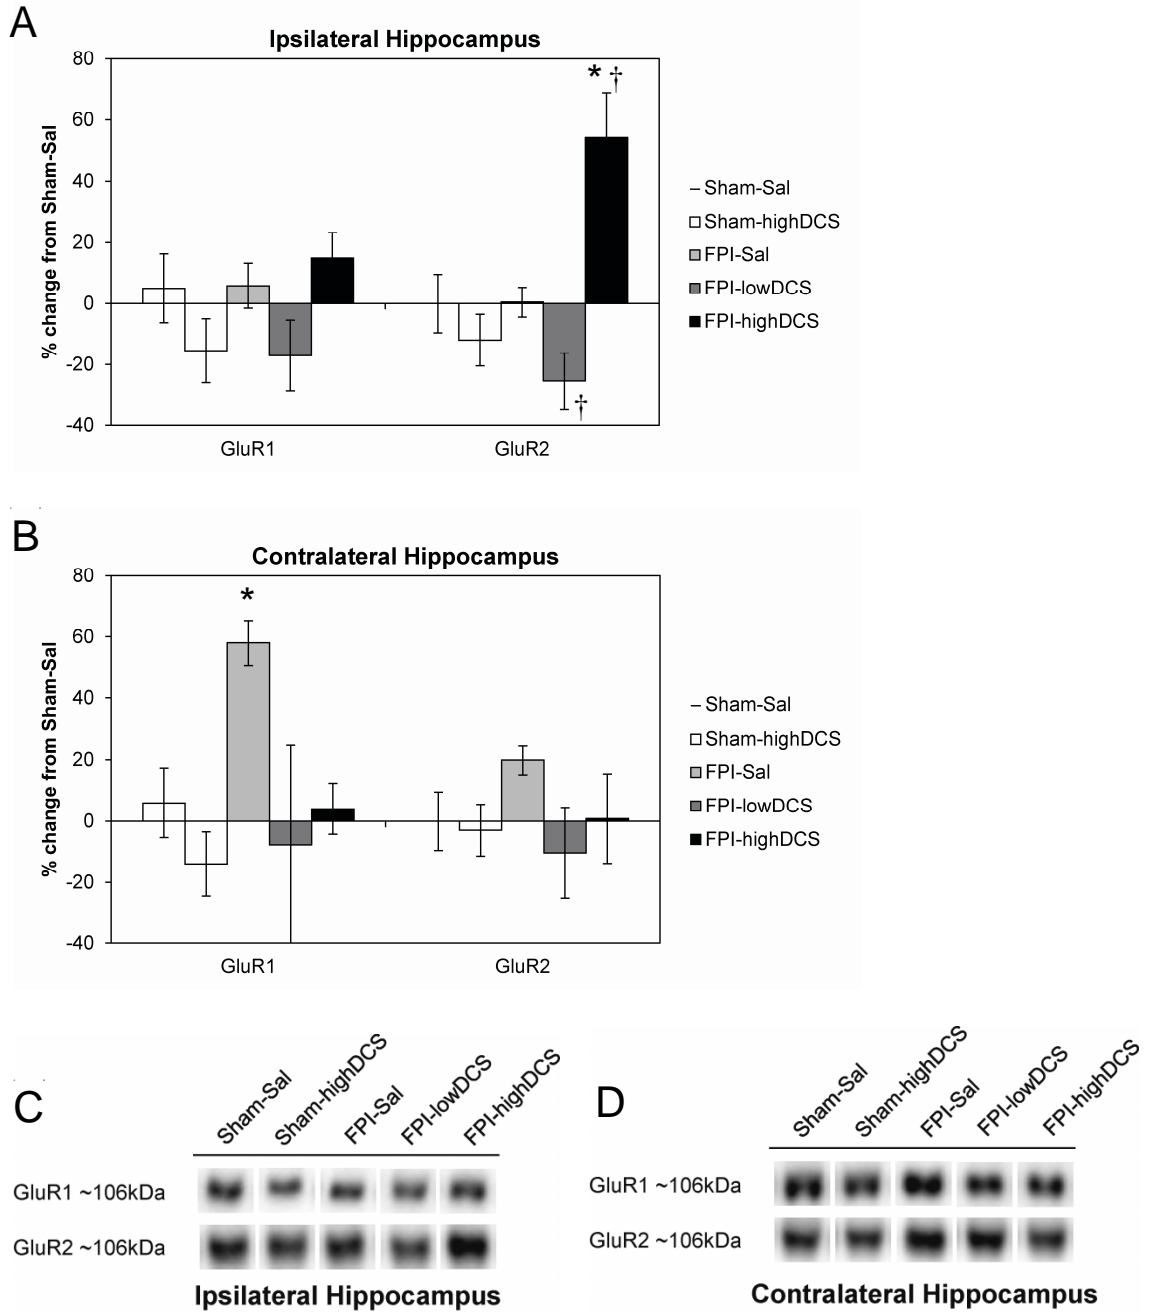 A
Ipsilateral Hippocampus
80
60
40
20
0
-20
-40
% change from Sham-Sal
* †
†
GluR1
GluR2
Sham-Sal
Sham-highDCS
FPI-Sal
FPI-lowDCS
FPI-highDCS
B
Contralateral Hippocampus
80
60
40
20
0
-20
-40
% change from Sham-Sal
*
GluR1
GluR2
Sham-Sal
Sham-highDCS
FPI-Sal
FPI-lowDCS
FPI-highDCS
C
Sham-Sal
Sham-highDCS
FPI-Sal
FPI-lowDCS
FPI-highDCS
GluR1 ~106kDa
GluR2 ~106kDa
Ipsilateral Hippocampus
D
Sham-Sal
Sham-highDCS
FPI-Sal
FPI-lowDCS
FPI-highDCS
GluR1 ~106kDa
GluR2 ~106kDa
Contralateral Hippocampus